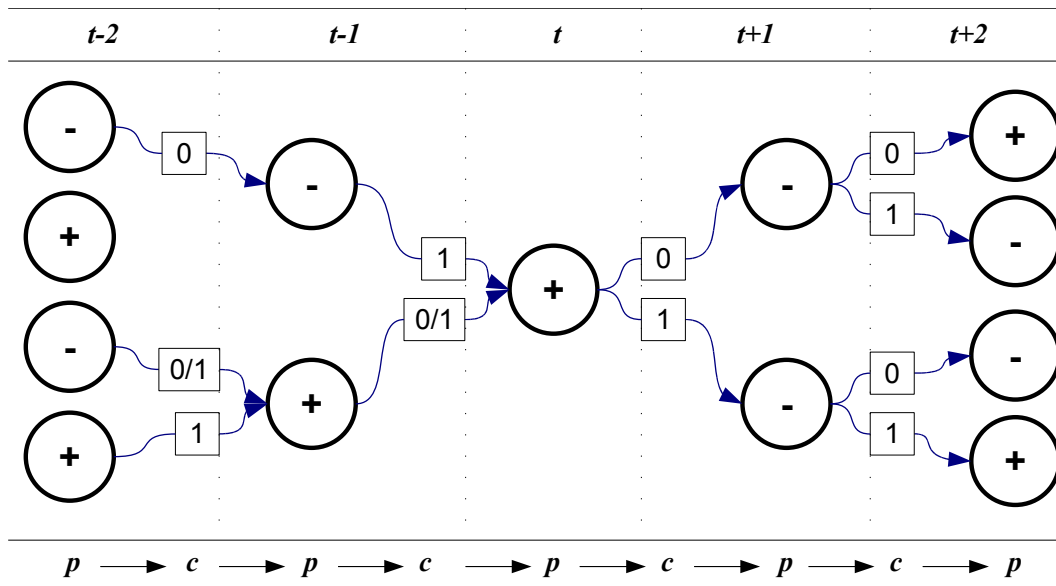 t-2 t-1 t t+1 t+2
- + 
0 - - 0
+ 1 -
1 + 0
- 0/1 1 -
0/1 + - 0
+ 1 1 +
p c p c p c p c p